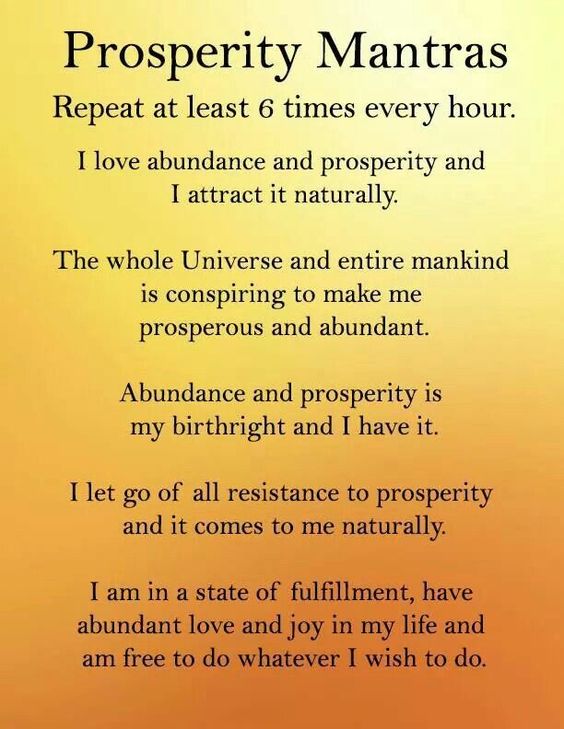 Prosperity Mantras
Repeat at least 6 times every hour.
I love abundance and prosperity and
I attract it naturally.
The whole Universe and entire mankind
is conspiring to make me
prosperous and abundant.
Abundance and prosperity is
my birthright and I have it.
I let go of all resistance to prosperity
and it comes to me naturally.
I am in a state of fulfillment, have
abundant love and joy in my life and
am free to do whatever I wish to do.